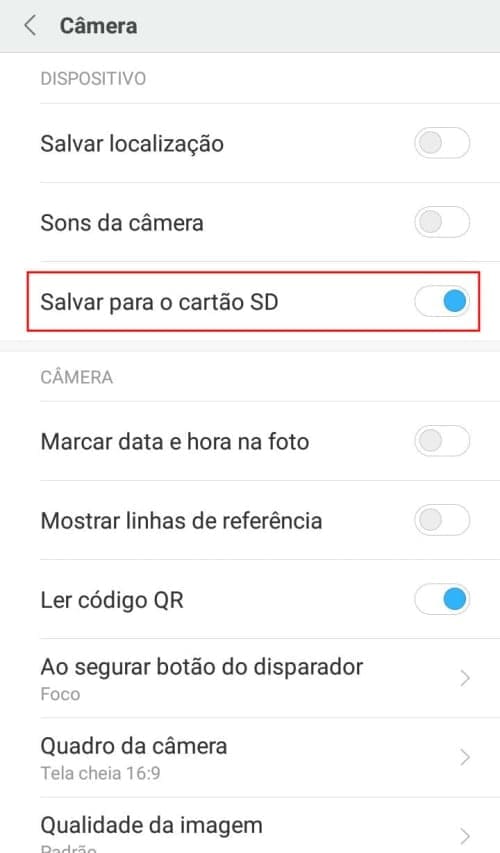 Câmera
DISPOSITIVO
Salvar localização
Sons da câmera
Salvar para o cartão SD
CÂMERA
Marcar data e hora na foto
Mostrar linhas de referência
Ler código QR
Ao segurar botão do disparador
Foco
Quadro da câmera
Tela cheia 16:9
Qualidade da imagem
Padrão